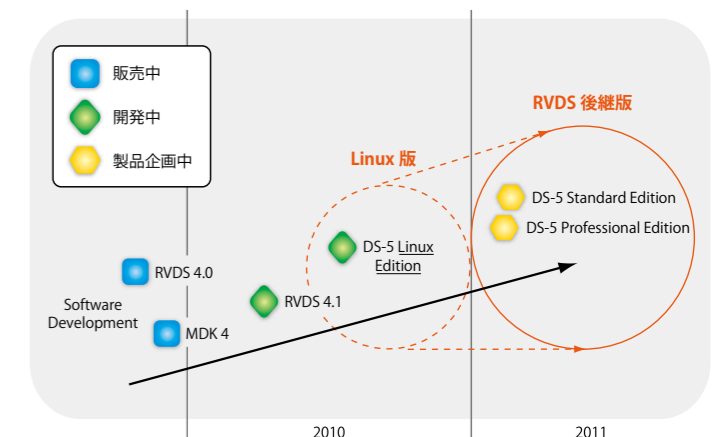 販売中
開発中
製品企画中
RVDS 後継版
Linux 版
DS-5 Standard Edition
DS-5 Professional Edition
DS-5 Linux
Edition
RVDS 4.0
RVDS 4.1
Software
Development
MDK 4
2010
2011